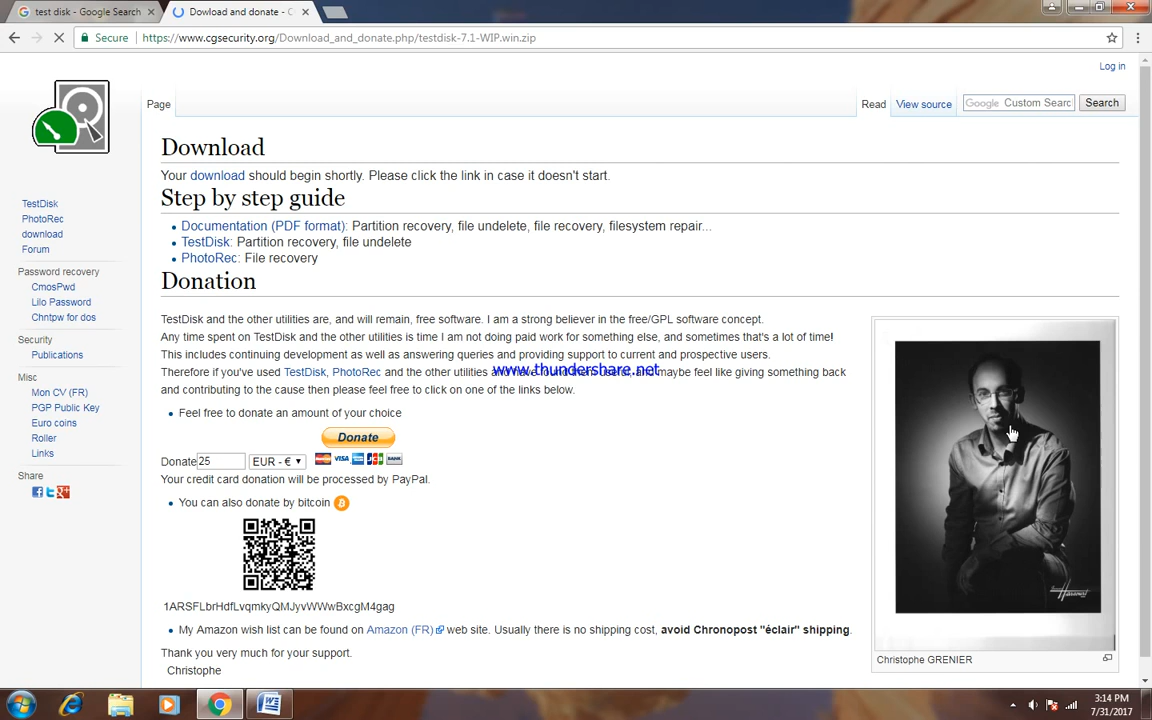 test disk - Google Search
Dowload and donate - C
Secure https://www.cgsecurity.org/Download_and_donate.php/testdisk-7.1-WIP.win.zip
Log in
Page
Read View source Google Custom Searc Search
TestDisk
PhotoRec
download
Forum
Password recovery
CmosPwd
Lilo Password
Chntpw for dos
Security
Publications
Misc
Mon CV (FR)
PGP Public Key
Euro coins
Roller
Links
Share
Download
Your download should begin shortly. Please click the link in case it doesn't start.
Step by step guide
Documentation (PDF format): Partition recovery, file undelete, file recovery, filesystem repair...
TestDisk: Partition recovery, file undelete
PhotoRec: File recovery
Donation
TestDisk and the other utilities are, and will remain, free software. I am a strong believer in the free/GPL software concept.
Any time spent on TestDisk and the other utilities is time I am not doing paid work for something else, and sometimes that's a lot of time!
This includes continuing development as well as answering queries and providing support to current and prospective users.
www.thundershare.net
Therefore if you've used TestDisk, PhotoRec and the other utilities and have found them maybe feel like giving something back
and contributing to the cause then please feel free to click on one of the links below.
Feel free to donate an amount of your choice
Donate
Donate 25 EUR - €
VISA
BANK
Your credit card donation will be processed by PayPal.
You can also donate by bitcoin
1ARSFLbrHdfLvqmkyQMJyvWWwBxcgM4gag
My Amazon wish list can be found on Amazon (FR) web site. Usually there is no shipping cost, avoid Chronopost "éclair" shipping.
Thank you very much for your support.
Christophe
Christophe GRENIER
3:14 PM
7/31/2017